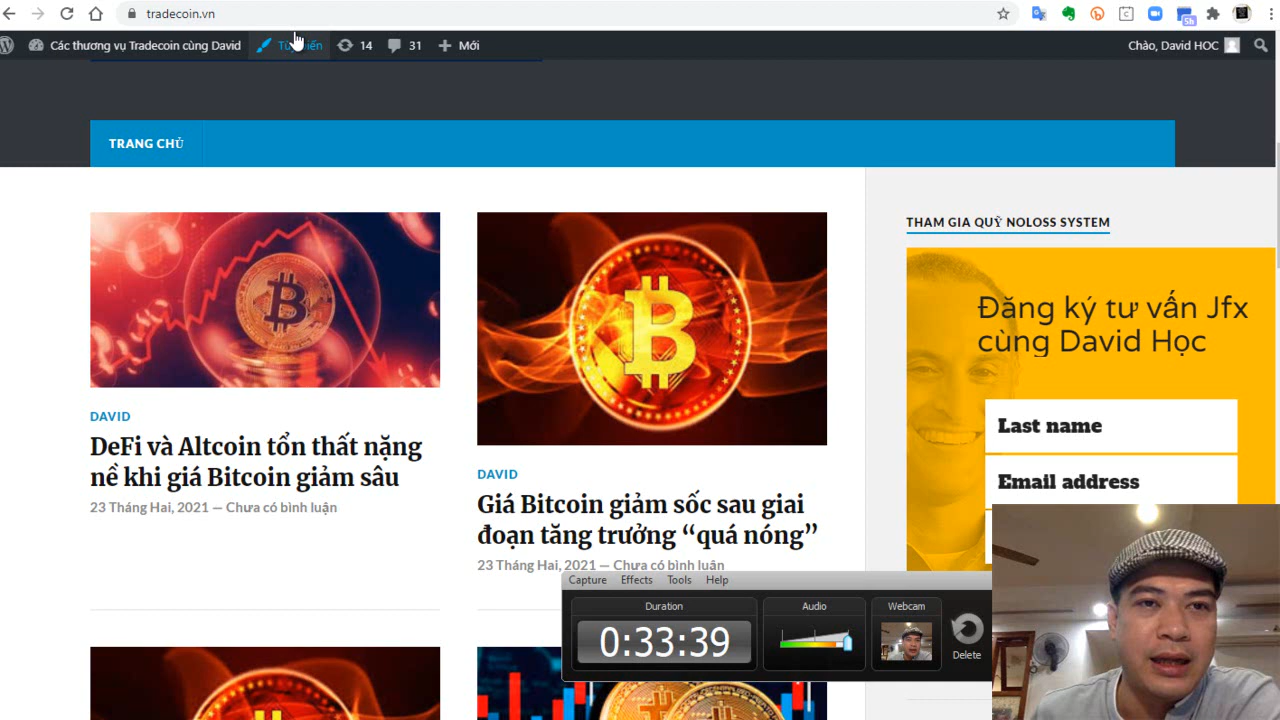 tradecoin.vn
5h
Các thương vụ Tradecoin cùng David
14
31
Mới
Chào, David HOC
TRANG CHỦ
THAM GIA QUỸ NOLOSS SYSTEM
Đăng ký tư vấn Jfx
cùng David Học
Last name
Email address
DAVID
DeFi và Altcoin tổn thất nặng
nề khi giá Bitcoin giảm sâu
23 Tháng Hai, 2021 — Chưa có bình luận
DAVID
Giá Bitcoin giảm sốc sau giai
đoạn tăng trưởng “quá nóng”
23 Tháng Hai, 2021 — Chưa có bình luận
Capture Effects Tools Help
Duration
0:33:39
Audio
Webcam
Delete